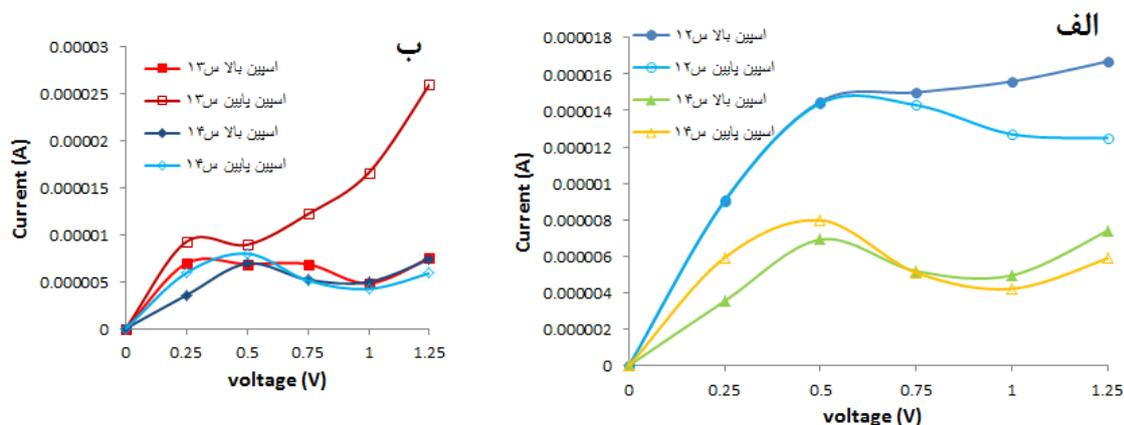 ب
0.00003
0.000025
0.00002
0.000015
0.00001
0.000005
0
Current (A)
اسپین بالا س۱۳
اسپین پایین س۱۳
اسپین بالا س۱۴
اسپین پایین س۱۴
0 0.25 0.5 0.75 1 1.25
voltage (V)
الف
0.000018
0.000016
0.000014
0.000012
0.00001
0.000008
0.000006
0.000004
0.000002
0
Current (A)
اسپین بالا س۱۲
اسپین پایین س۱۲
اسپین بالا س۱۴
اسپین پایین س۱۴
0 0.25 0.5 0.75 1 1.25
voltage (V)